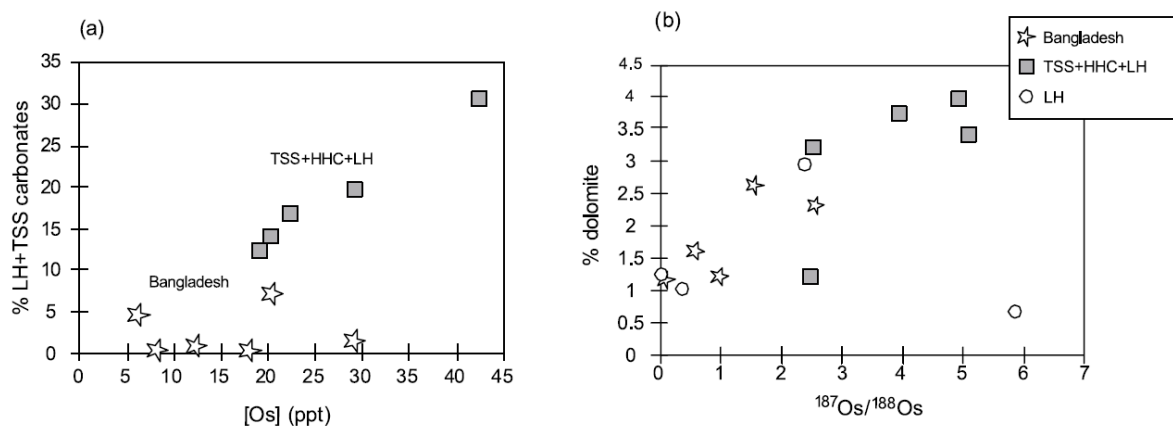 (a)
35
30
25
20
15
10
5
0
% LH+TSS carbonates
TSS+HHC+LH
Bangladesh
0 5 10 15 20 25 30 35 40 45
[Os] (ppt)
(b)
Bangladesh
TSS+HHC+LH
LH
4.5
4
3.5
3
2.5
2
1.5
1
0.5
0
% dolomite
0 1 2 3 4 5 6 7
¹⁸⁷Os/¹⁸⁸Os